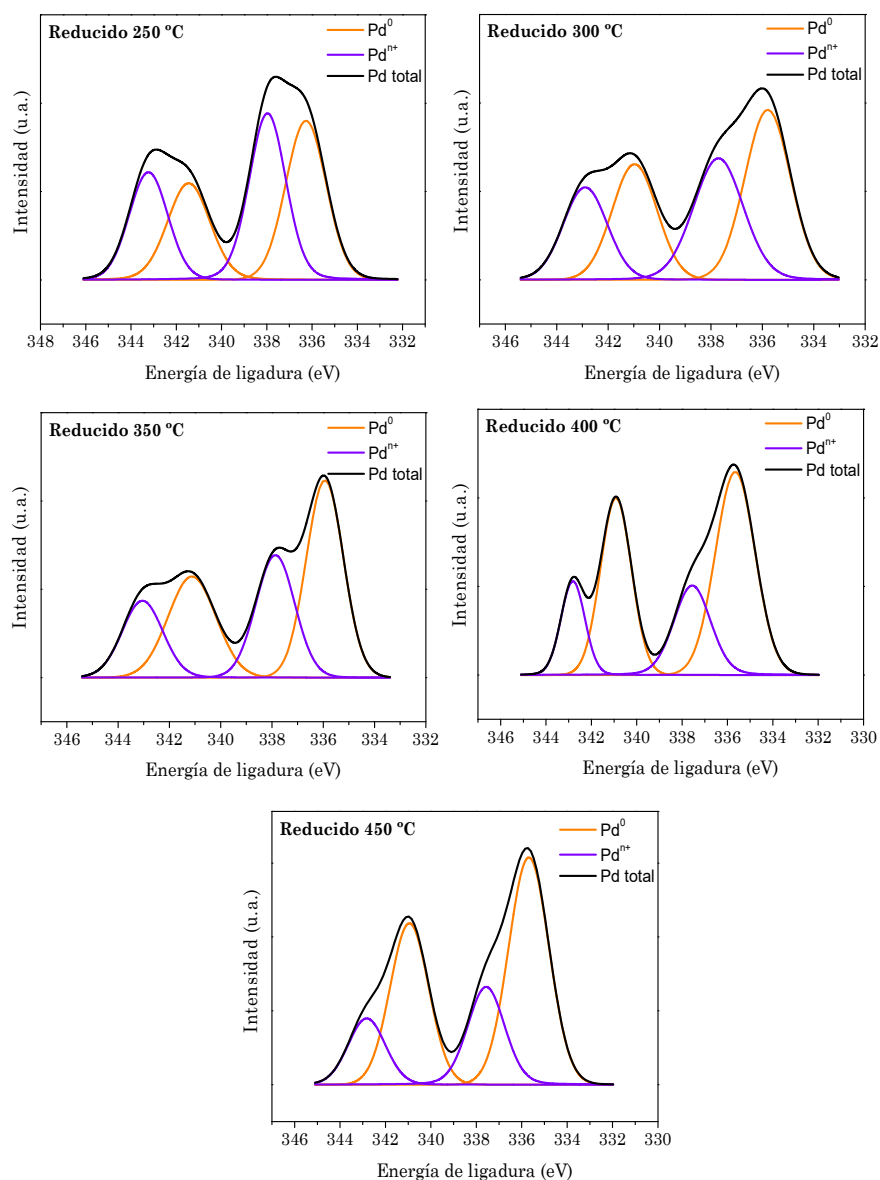 Reducido 250 ºC
Pd⁰
Pdⁿ⁺
Pd total
Intensidad (u.a.)
348 346 344 342 340 338 336 334 332
Energía de ligadura (eV)
Reducido 300 ºC
Pd⁰
Pdⁿ⁺
Pd total
Intensidad (u.a.)
346 344 342 340 338 336 334 332
Energía de ligadura (eV)
Reducido 350 ºC
Pd⁰
Pdⁿ⁺
Pd total
Intensidad (u.a.)
346 344 342 340 338 336 334 332
Energía de ligadura (eV)
Reducido 400 ºC
Pd⁰
Pdⁿ⁺
Pd total
Intensidad (u.a.)
346 344 342 340 338 336 334 332 330
Energía de ligadura (eV)
Reducido 450 ºC
Pd⁰
Pdⁿ⁺
Pd total
Intensidad (u.a.)
346 344 342 340 338 336 334 332 330
Energía de ligadura (eV)